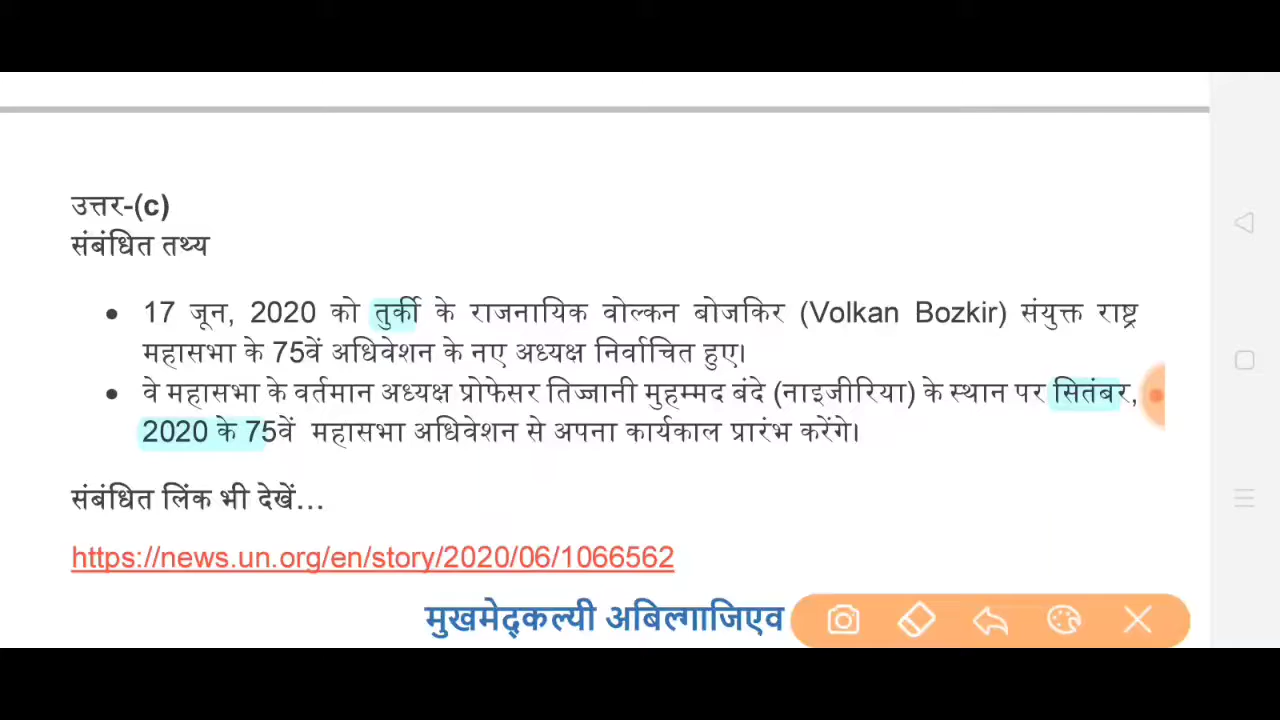 उत्तर-(c)
संबंधित तथ्य
17 जून, 2020 को तुर्की के राजनायिक वोल्कन बोजकिर (Volkan Bozkir) संयुक्त राष्ट्र
महासभा के 75वें अधिवेशन के नए अध्यक्ष निर्वाचित हुए।
वे महासभा के वर्तमान अध्यक्ष प्रोफेसर तिज्जानी मुहम्मद बंदे (नाइजीरिया) के स्थान पर सितंबर,
2020 के 75वें महासभा अधिवेशन से अपना कार्यकाल प्रारंभ करेंगे।
संबंधित लिंक भी देखें...
https://news.un.org/en/story/2020/06/1066562
मुखमेद्कल्यी अबिल्गाजिएव